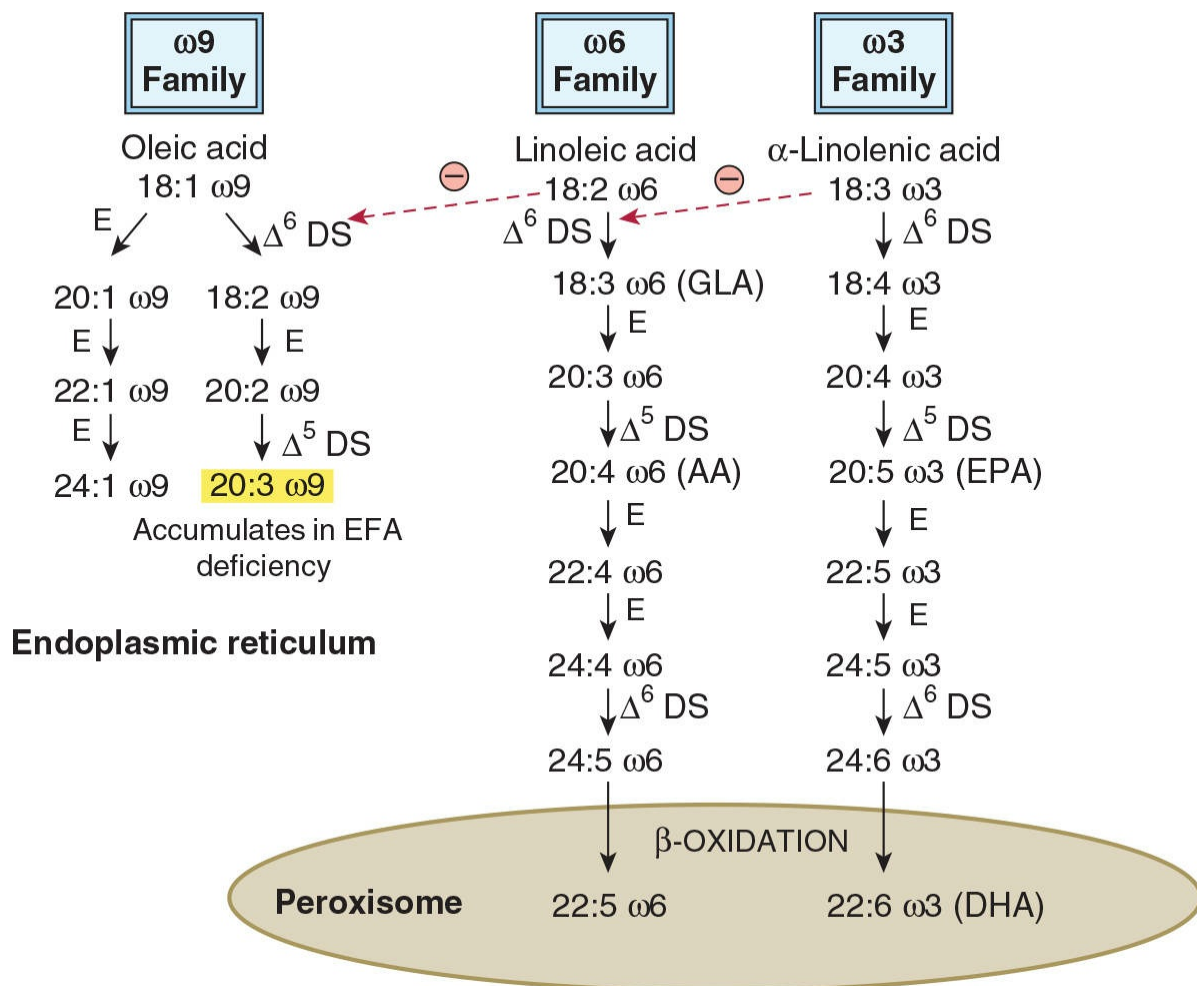 ω9
Family
ω6
Family
ω3
Family
Oleic acid
18:1 ω9
E
Δ⁶ DS
20:1 ω9
18:2 ω9
E
E
22:1 ω9
20:2 ω9
E
Δ⁵ DS
24:1 ω9
20:3 ω9
Accumulates in EFA
deficiency
Endoplasmic reticulum
−
Linoleic acid
18:2 ω6
Δ⁶ DS
18:3 ω6 (GLA)
E
20:3 ω6
Δ⁵ DS
20:4 ω6 (AA)
E
22:4 ω6
E
24:4 ω6
Δ⁶ DS
24:5 ω6
−
α-Linolenic acid
18:3 ω3
Δ⁶ DS
18:4 ω3
E
20:4 ω3
Δ⁵ DS
20:5 ω3 (EPA)
E
22:5 ω3
E
24:5 ω3
Δ⁶ DS
24:6 ω3
β-OXIDATION
Peroxisome
22:5 ω6
22:6 ω3 (DHA)